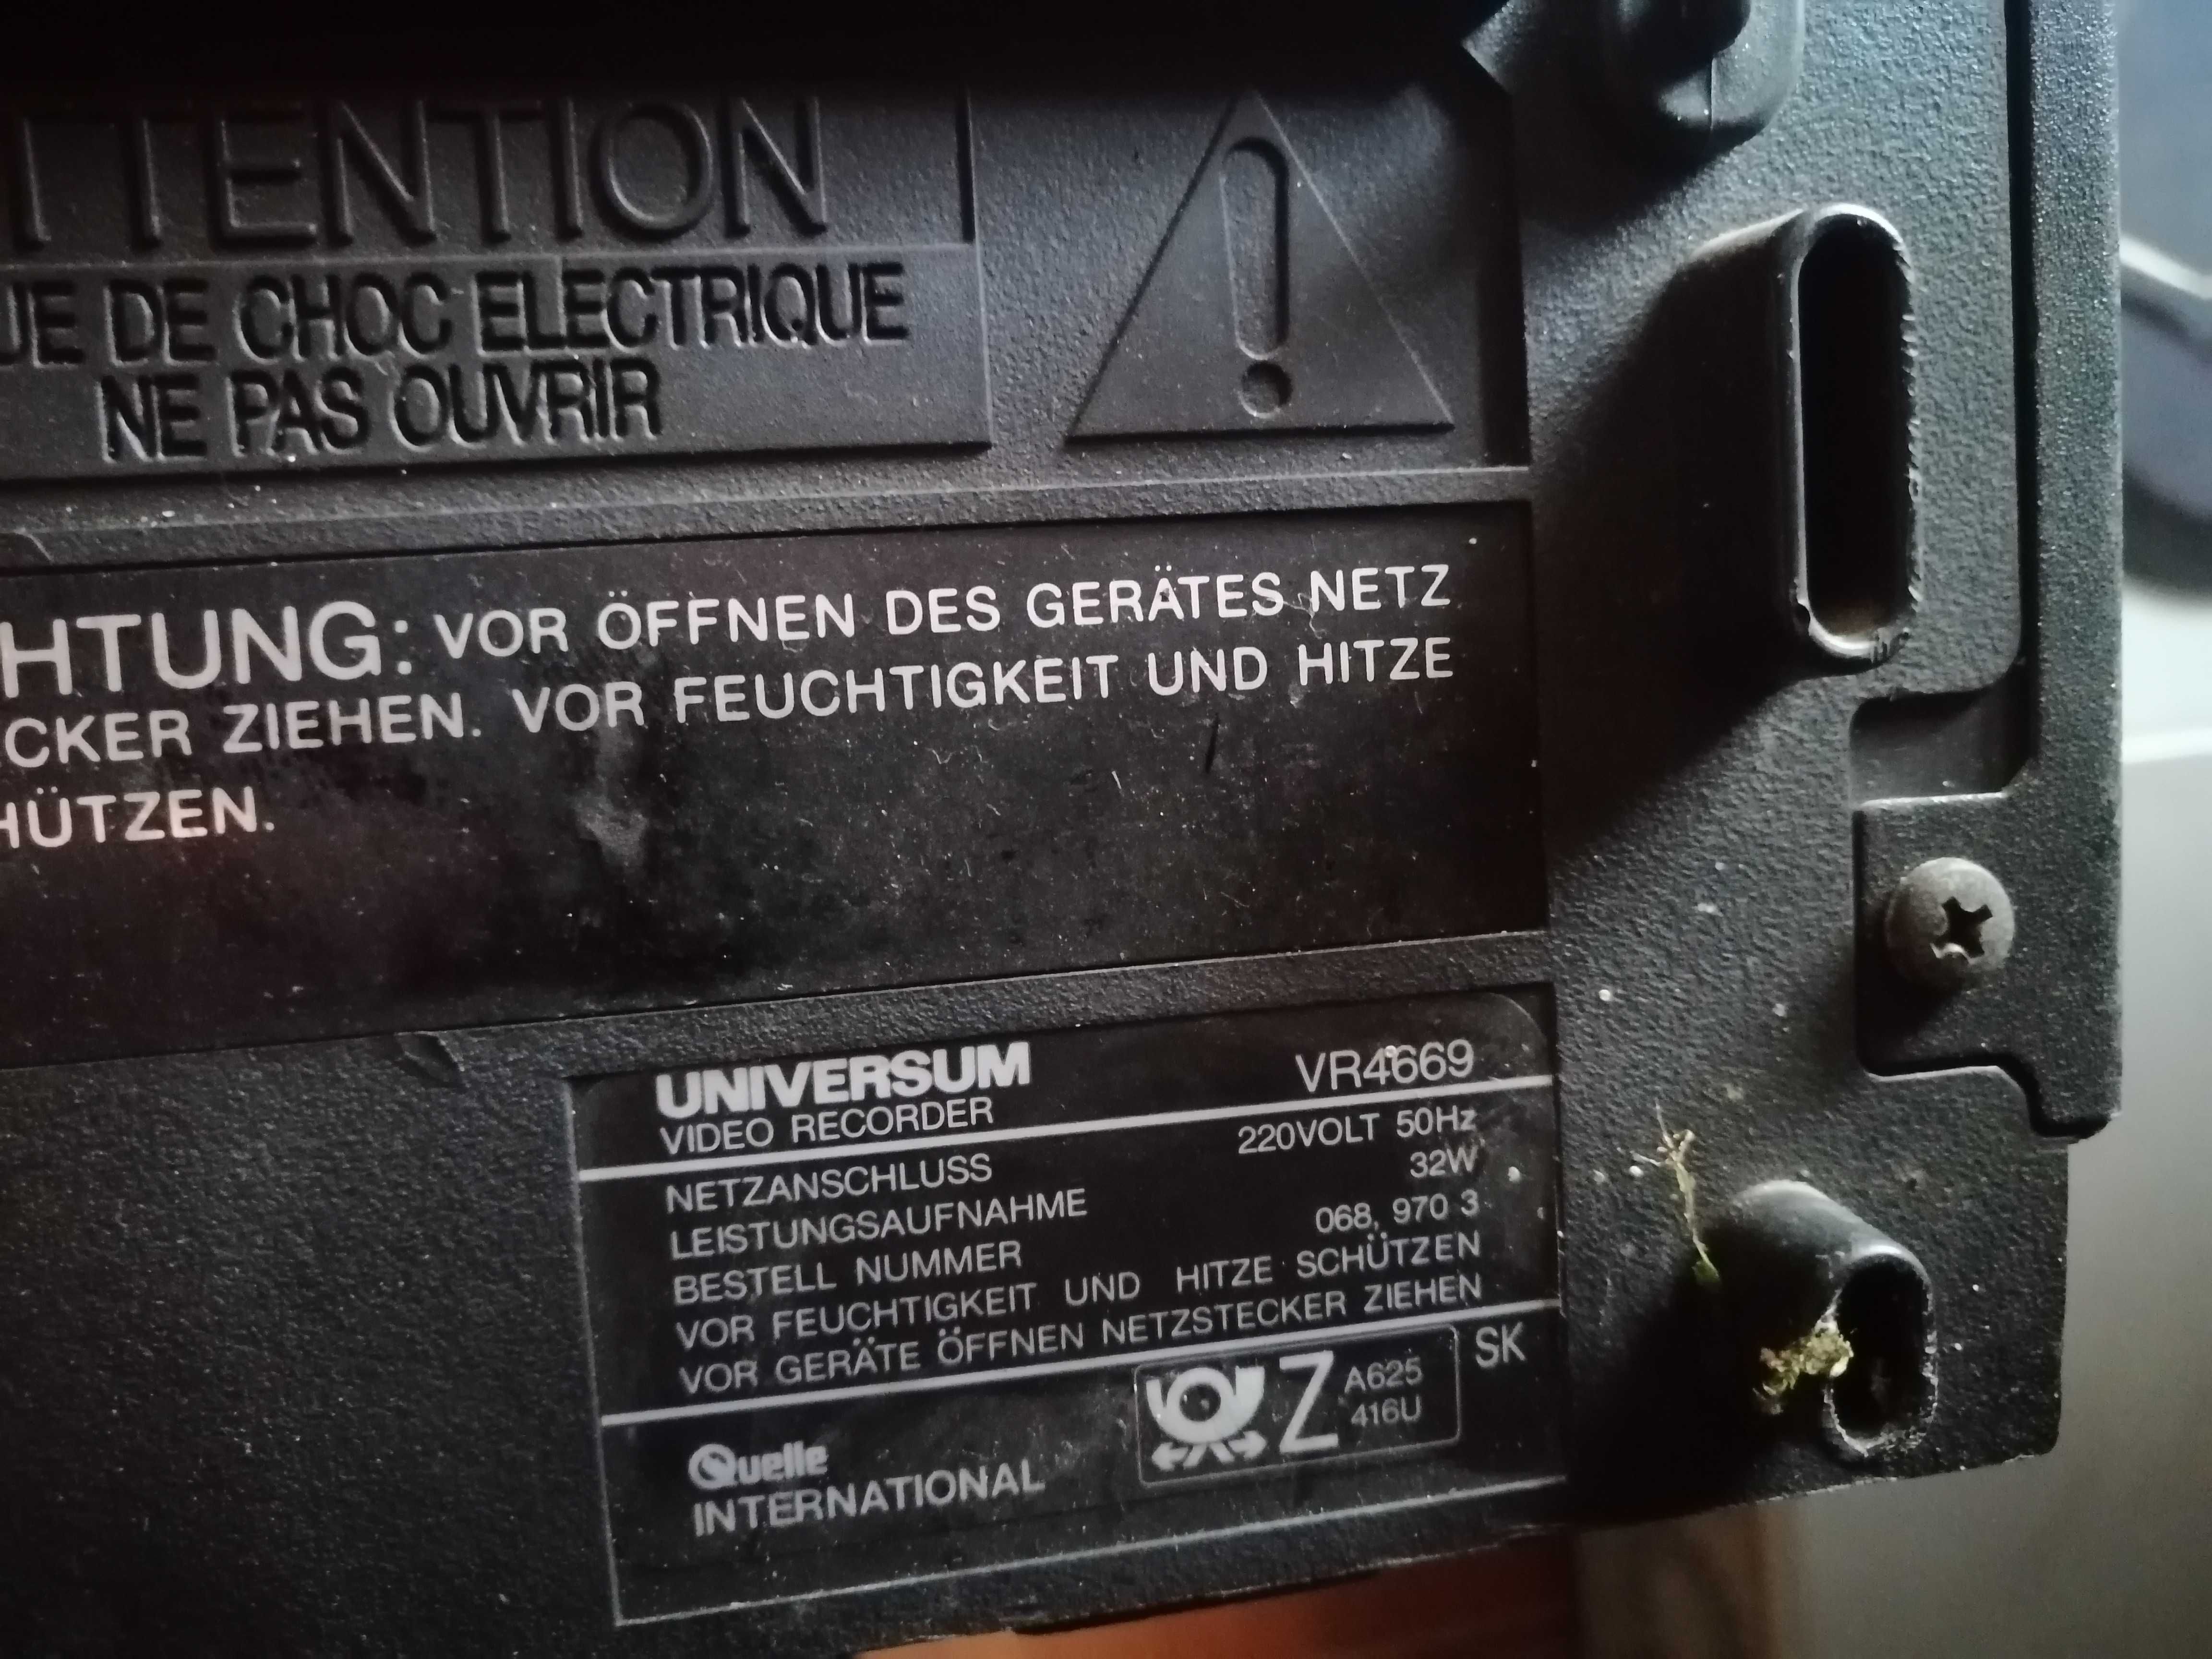 TTENTION
UE DE CHOC ELECTRIQUE
NE PAS OUVRIR
HTUNG: VOR ÖFFNEN DES GERÄTES NETZ
CKER ZIEHEN. VOR FEUCHTIGKEIT UND HITZE
HÜTZEN.
UNIVERSUM VR4669
VIDEO RECORDER
NETZANSCHLUSS 220VOLT 50Hz
LEISTUNGSAUFNAHME 32W
BESTELL NUMMER 068, 970 3
VOR FEUCHTIGKEIT UND HITZE SCHÜTZEN
VOR GERÄTE ÖFFNEN NETZSTECKER ZIEHEN
Quelle
INTERNATIONAL
Z A625
416U
SK